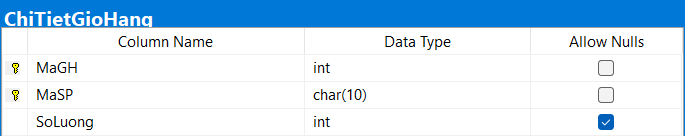 ChiTietGioHang
Column Name Data Type Allow Nulls
MaGH int
MaSP char(10)
SoLuong int